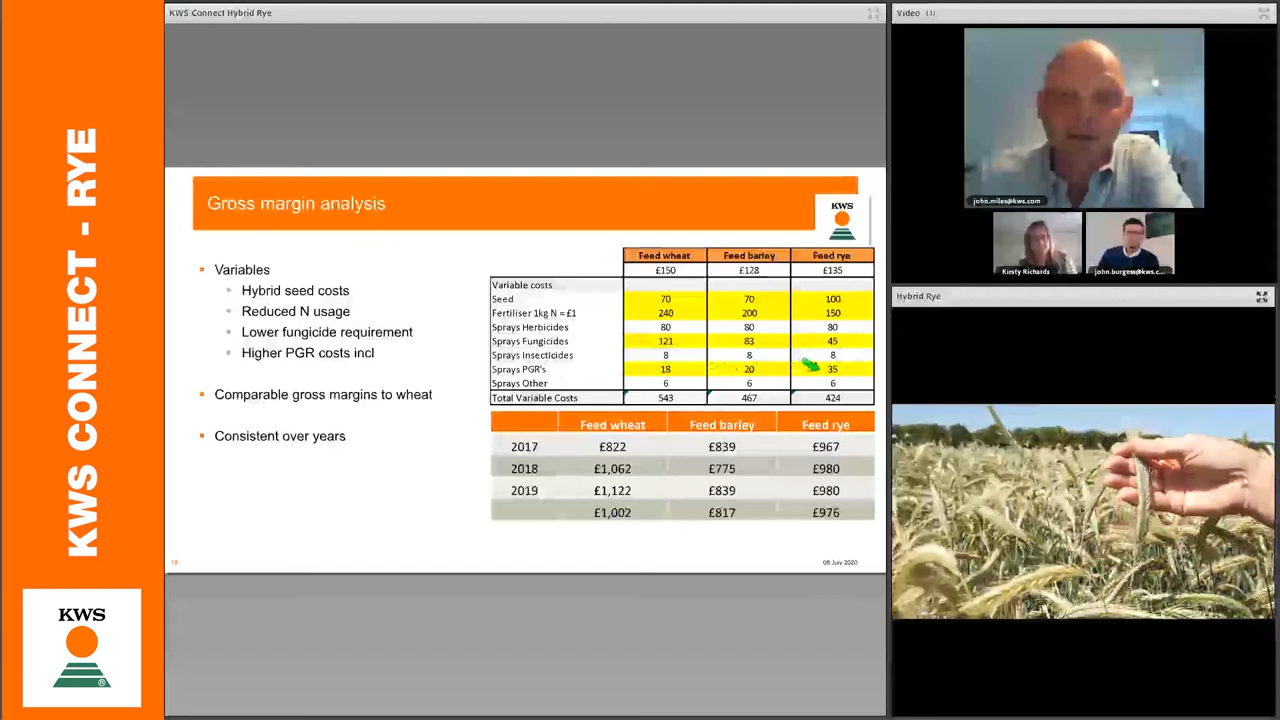 KWS CONNECT - RYE
KWS
®
KWS Connect Hybrid Rye
Gross margin analysis
KWS
Variables
Hybrid seed costs
Reduced N usage
Lower fungicide requirement
Higher PGR costs incl
Comparable gross margins to wheat
Consistent over years
Feed wheat Feed barley Feed rye
£150 £128 £135
Variable costs
Seed 70 70 100
Fertiliser 1kg N = £1 240 200 150
Sprays Herbicides 80 80 80
Sprays Fungicides 121 83 45
Sprays Insecticides 8 8 8
Sprays PGR's 18 20 35
Sprays Other 6 6 6
Total Variable Costs 543 467 424
Feed wheat Feed barley Feed rye
2017 £822 £839 £967
2018 £1,062 £775 £980
2019 £1,122 £839 £980
£1,002 £817 £976
19
08 July 2020
Video (3)
john.miles@kws.com
Kirsty Richards
john.burgess@kws.c...
Hybrid Rye